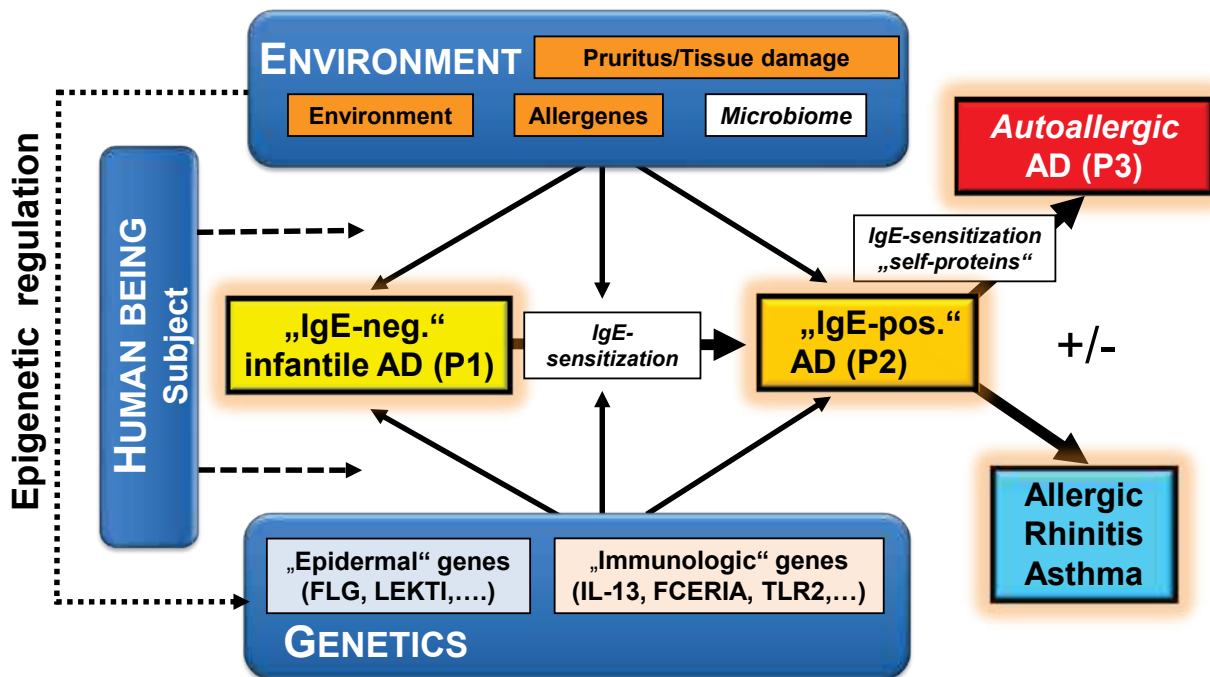 ENVIRONMENT
Pruritus/Tissue damage
Environment
Allergenes
Microbiome
Autoallergic
AD (P3)
Epigenetic regulation
HUMAN BEING
Subject
IgE-sensitization
„self-proteins“
„IgE-neg.“
infantile AD (P1)
IgE-
sensitization
„IgE-pos.“
AD (P2)
+/-
Allergic
Rhinitis
Asthma
„Epidermal“ genes
(FLG, LEKTI,....)
„Immunologic“ genes
(IL-13, FCERIA, TLR2,...)
GENETICS